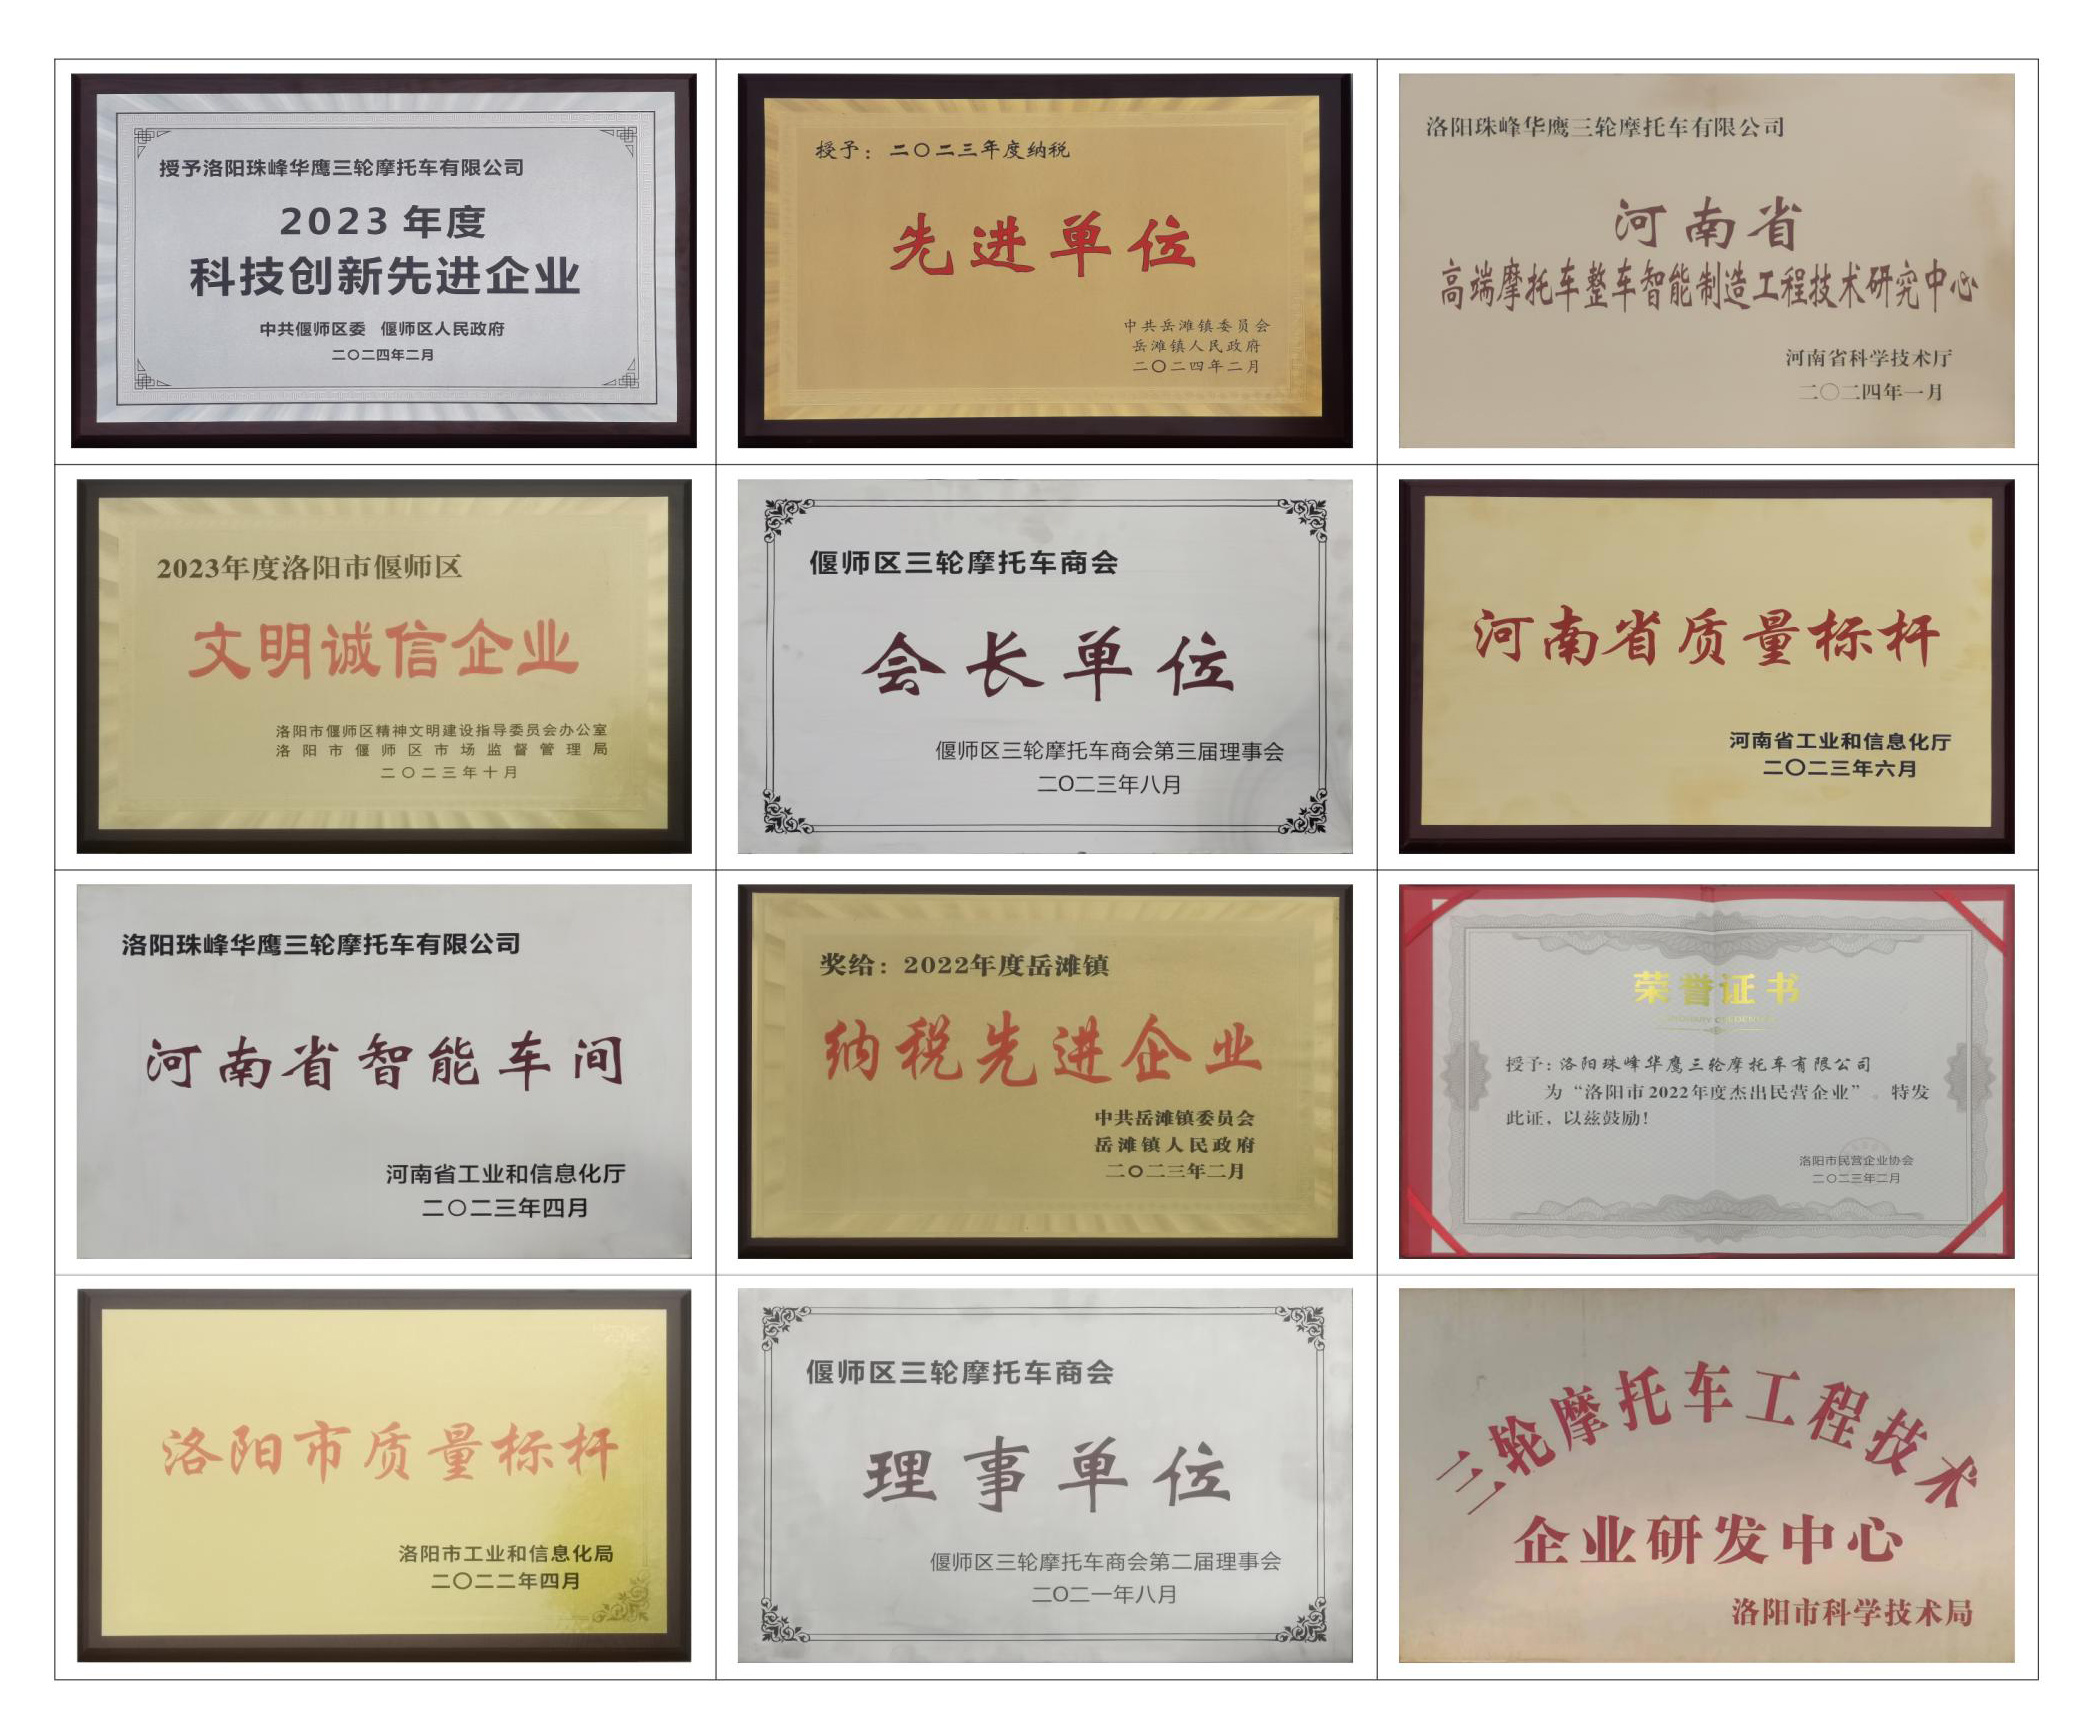 授予洛阳珠峰华鹰三轮摩托车有限公司
2023 年度
科技创新先进企业
中共偃师区委 偃师区人民政府
二〇二四年二月
授予：二〇二三年度纳税
先进单位
中共岳滩镇委员会
岳滩镇人民政府
二〇二四年二月
洛阳珠峰华鹰三轮摩托车有限公司
河南省
高端摩托车整车智能制造工程技术研究中心
河南省科学技术厅
二〇二四年一月
2023年度洛阳市偃师区
文明诚信企业
洛阳市偃师区精神文明建设指导委员会办公室
洛阳市偃师区市场监督管理局
二〇二三年十月
偃师区三轮摩托车商会
会长单位
偃师区三轮摩托车商会第三届理事会
二〇二三年八月
河南省质量标杆
河南省工业和信息化厅
二〇二三年六月
洛阳珠峰华鹰三轮摩托车有限公司
河南省智能车间
河南省工业和信息化厅
二〇二三年四月
奖给：2022年度岳滩镇
纳税先进企业
中共岳滩镇委员会
岳滩镇人民政府
二〇二三年二月
荣誉证书
授予：洛阳珠峰华鹰三轮摩托车有限公司
为“洛阳市2022年度杰出民营企业”。特发
此证，以兹鼓励！
洛阳市民营企业协会
二〇二三年二月
洛阳市质量标杆
洛阳市工业和信息化局
二〇二二年四月
偃师区三轮摩托车商会
理事单位
偃师区三轮摩托车商会第二届理事会
二〇二一年八月
三轮摩托车工程技术
企业研发中心
洛阳市科学技术局